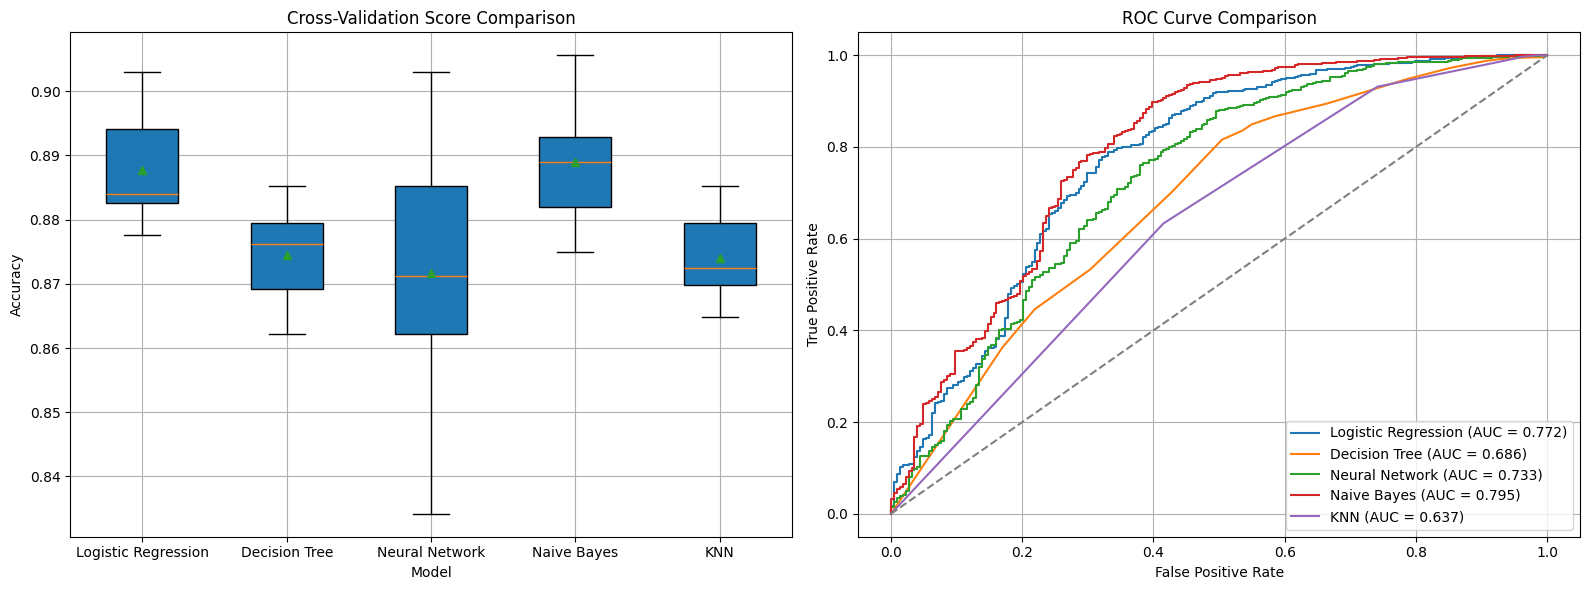 Cross-Validation Score Comparison
Accuracy
0.90
0.89
0.88
0.87
0.86
0.85
0.84
Logistic Regression
Decision Tree
Neural Network
Naive Bayes
KNN
Model
ROC Curve Comparison
True Positive Rate
1.0
0.8
0.6
0.4
0.2
0.0
Logistic Regression (AUC = 0.772)
Decision Tree (AUC = 0.686)
Neural Network (AUC = 0.733)
Naive Bayes (AUC = 0.795)
KNN (AUC = 0.637)
0.0
0.2
0.4
0.6
0.8
1.0
False Positive Rate